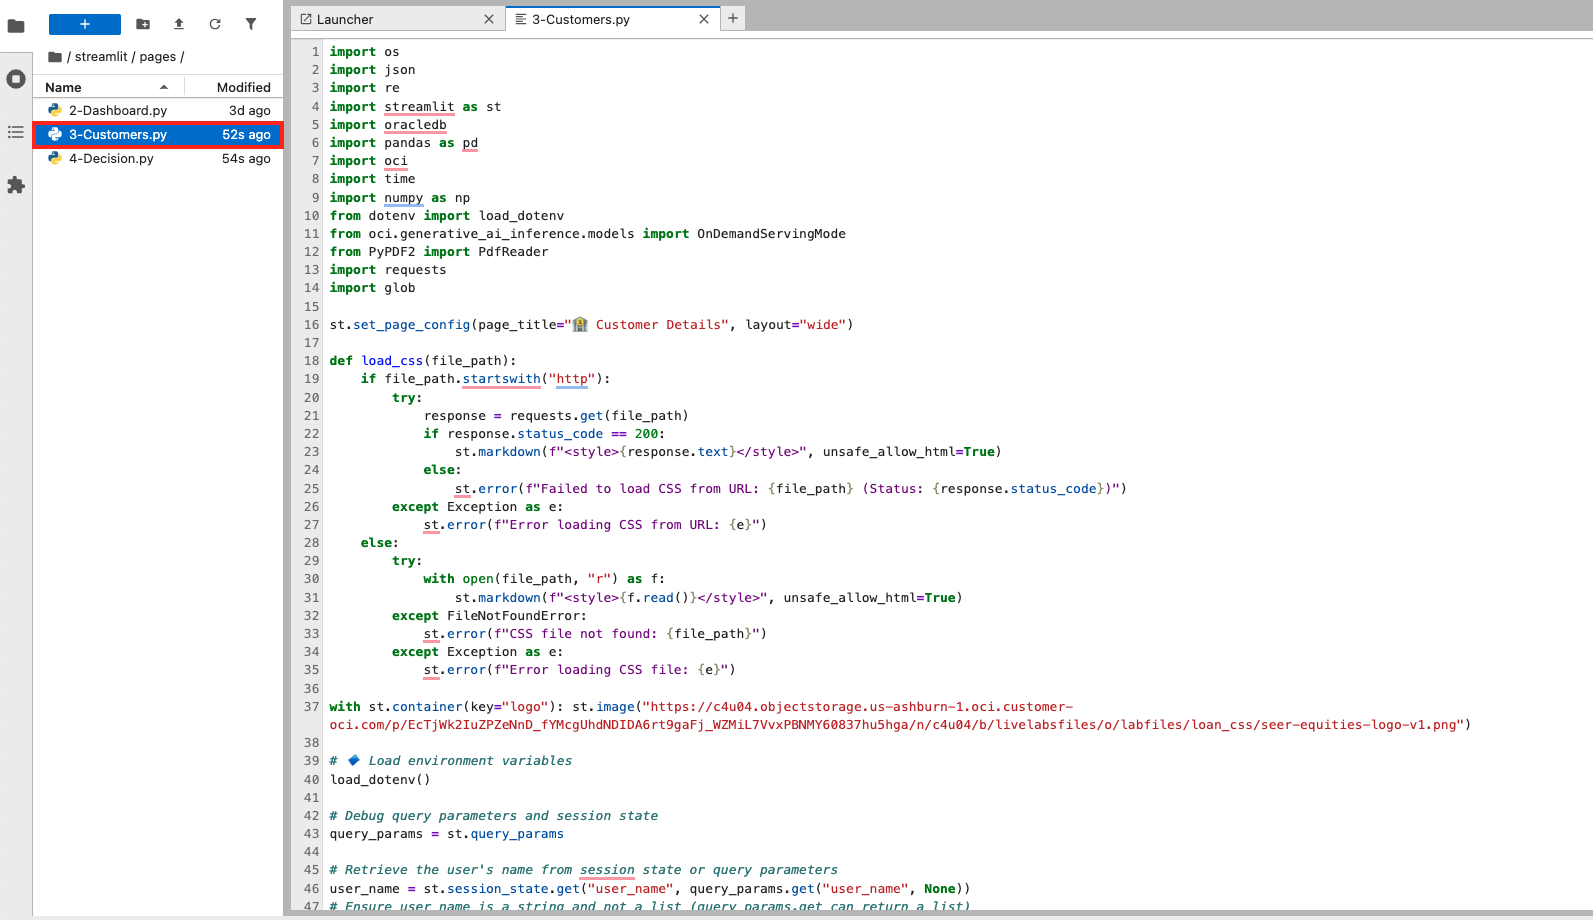 +
/ streamlit / pages /
Name Modified
2-Dashboard.py 3d ago
3-Customers.py 52s ago
4-Decision.py 54s ago
Launcher
3-Customers.py
+
1 import os
2 import json
3 import re
4 import streamlit as st
5 import oracledb
6 import pandas as pd
7 import oci
8 import time
9 import numpy as np
10 from dotenv import load_dotenv
11 from oci.generative_ai_inference.models import OnDemandServingMode
12 from PyPDF2 import PdfReader
13 import requests
14 import glob
15
16 st.set_page_config(page_title="🏦 Customer Details", layout="wide")
17
18 def load_css(file_path):
19     if file_path.startswith("http"):
20         try:
21             response = requests.get(file_path)
22             if response.status_code == 200:
23                 st.markdown(f"<style>{response.text}</style>", unsafe_allow_html=True)
24             else:
25                 st.error(f"Failed to load CSS from URL: {file_path} (Status: {response.status_code})")
26         except Exception as e:
27             st.error(f"Error loading CSS from URL: {e}")
28     else:
29         try:
30             with open(file_path, "r") as f:
31                 st.markdown(f"<style>{f.read()}</style>", unsafe_allow_html=True)
32         except FileNotFoundError:
33             st.error(f"CSS file not found: {file_path}")
34         except Exception as e:
35             st.error(f"Error loading CSS file: {e}")
36
37 with st.container(key="logo"): st.image("https://c4u04.objectstorage.us-ashburn-1.oci.customer-
oci.com/p/EcTjWk2IuZPZeNnD_fYMcgUhdNDIDA6rt9gaFj_WZMiL7VvxPBNMY60837hu5hga/n/c4u04/b/livelabsfiles/o/labfiles/loan_css/seer-equities-logo-v1.png")
38
39 # 🔷 Load environment variables
40 load_dotenv()
41
42 # Debug query parameters and session state
43 query_params = st.query_params
44
45 # Retrieve the user's name from session state or query parameters
46 user_name = st.session_state.get("user_name", query_params.get("user_name", None))
47 # Ensure user_name is a string and not a list (query_params.get can return a list)